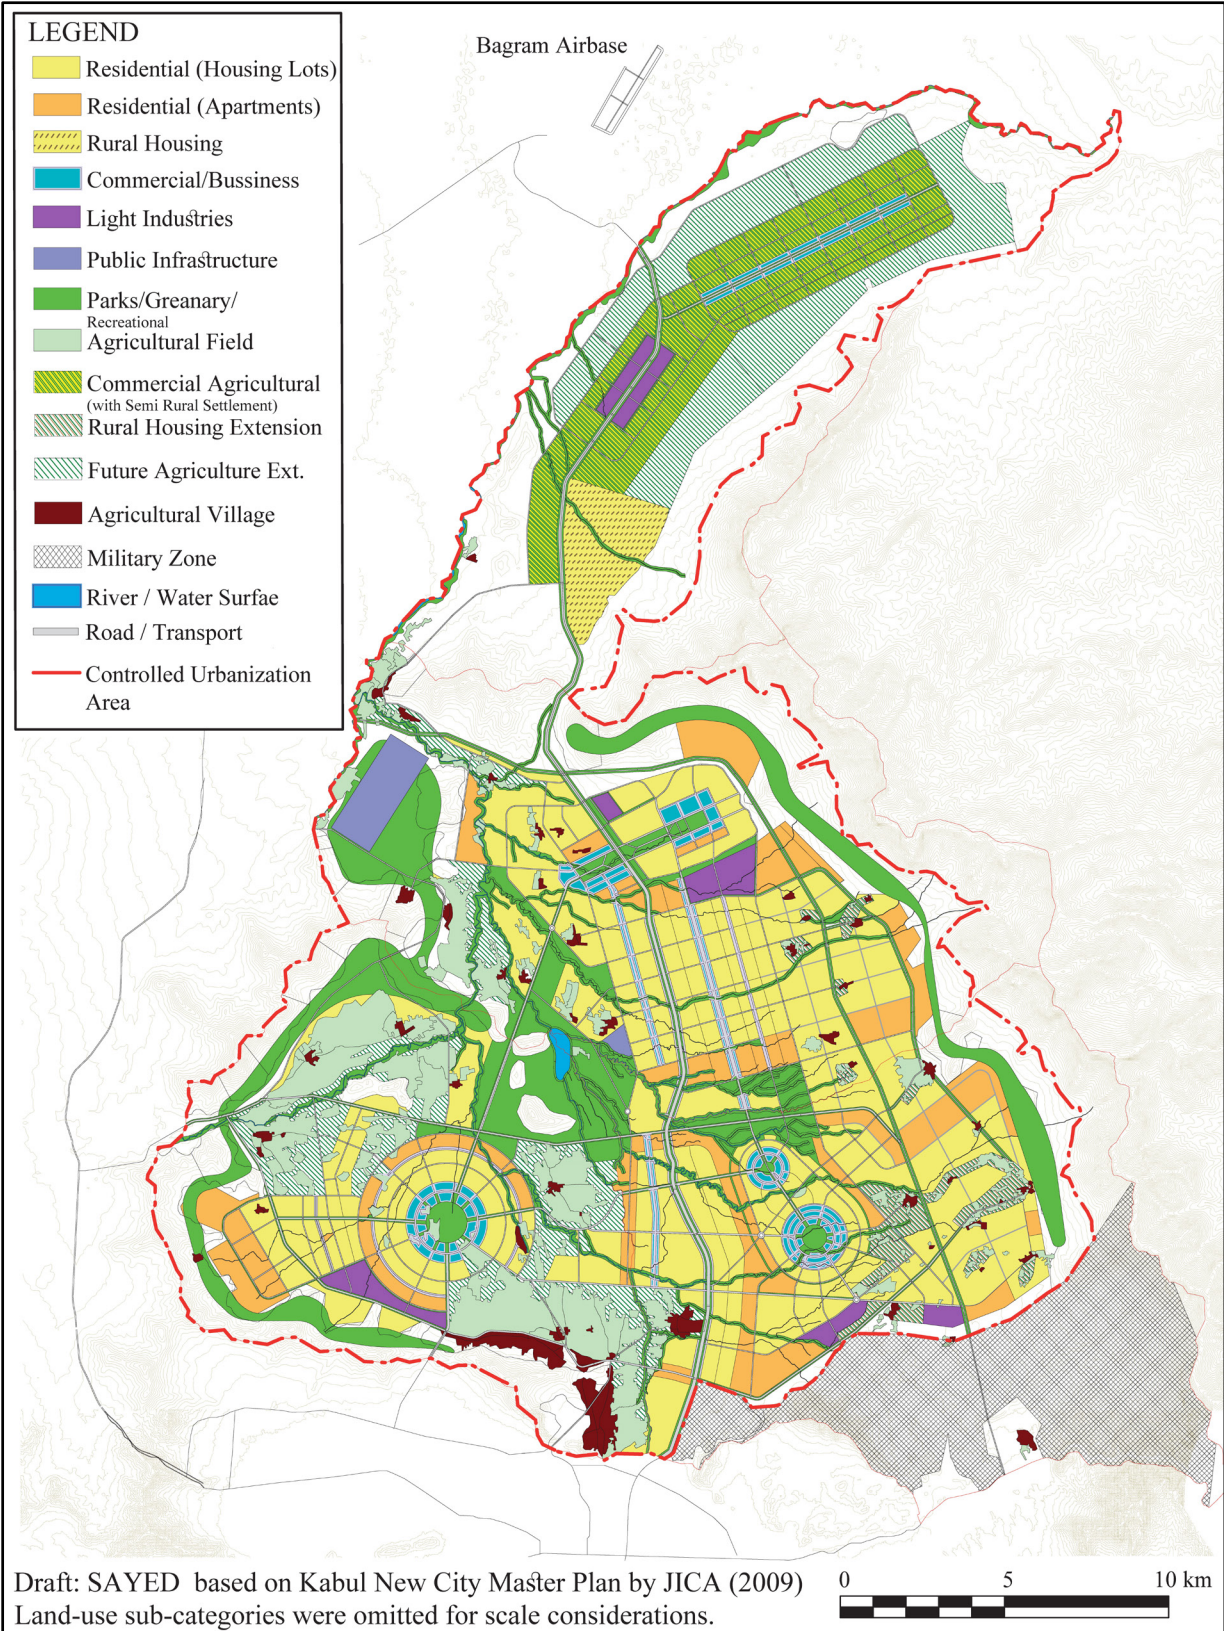 LEGEND
Residential (Housing Lots)
Residential (Apartments)
Rural Housing
Commercial/Bussiness
Light Industries
Public Infrastructure
Parks/Greanary/
Recreational
Agricultural Field
Commercial Agricultural
(with Semi Rural Settlement)
Rural Housing Extension
Future Agriculture Ext.
Agricultural Village
Military Zone
River / Water Surfae
Road / Transport
Controlled Urbanization
Area
Bagram Airbase
Draft: SAYED based on Kabul New City Master Plan by JICA (2009)
Land-use sub-categories were omitted for scale considerations.
0 5 10 km